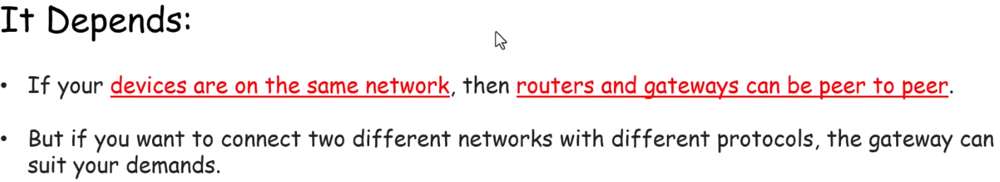 It Depends:
• If your devices are on the same network, then routers and gateways can be peer to peer.
• But if you want to connect two different networks with different protocols, the gateway can
suit your demands.